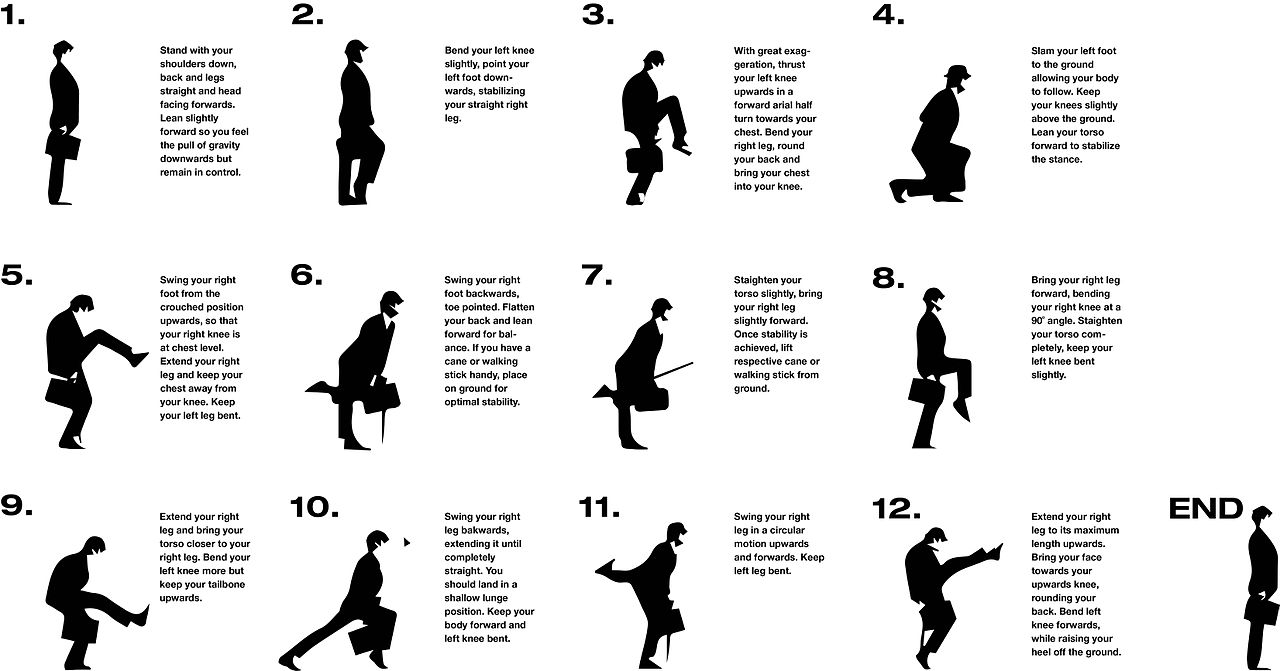 1.
Stand with your
shoulders down,
back and legs
straight and head
facing forwards.
Lean slightly
forward so you feel
the pull of gravity
downwards but
remain in control.
2.
Bend your left knee
slightly, point your
left foot down-
wards, stabilizing
your straight right
leg.
3.
With great exag-
geration, thrust
your left knee
upwards in a
forward arial half
turn towards your
chest. Bend your
right leg, round
your back and
bring your chest
into your knee.
4.
Slam your left foot
to the ground
allowing your body
to follow. Keep
your knees slightly
above the ground.
Lean your torso
forward to stabilize
the stance.
5.
Swing your right
foot from the
crouched position
upwards, so that
your right knee is
at chest level.
Extend your right
leg and keep your
chest away from
your knee. Keep
your left leg bent.
6.
Swing your right
foot backwards,
toe pointed. Flatten
your back and lean
forward for bal-
ance. If you have a
cane or walking
stick handy, place
on ground for
optimal stability.
7.
Staighten your
torso slightly, bring
your right leg
slightly forward.
Once stability is
achieved, lift
respective cane or
walking stick from
ground.
8.
Bring your right leg
forward, bending
your right knee at a
90° angle. Staighten
your torso com-
pletely, keep your
left knee bent
slightly.
9.
Extend your right
leg and bring your
torso closer to your
right leg. Bend your
left knee more but
keep your tailbone
upwards.
10.
Swing your right
leg bakwards,
extending it until
completely
straight. You
should land in a
shallow lunge
position. Keep your
body forward and
left knee bent.
11.
Swing your right
leg in a circular
motion upwards
and forwards. Keep
left leg bent.
12.
Extend your right
leg to its maximum
length upwards.
Bring your face
towards your
upwards knee,
rounding your
back. Bend left
knee forwards,
while raising your
heel off the ground.
END